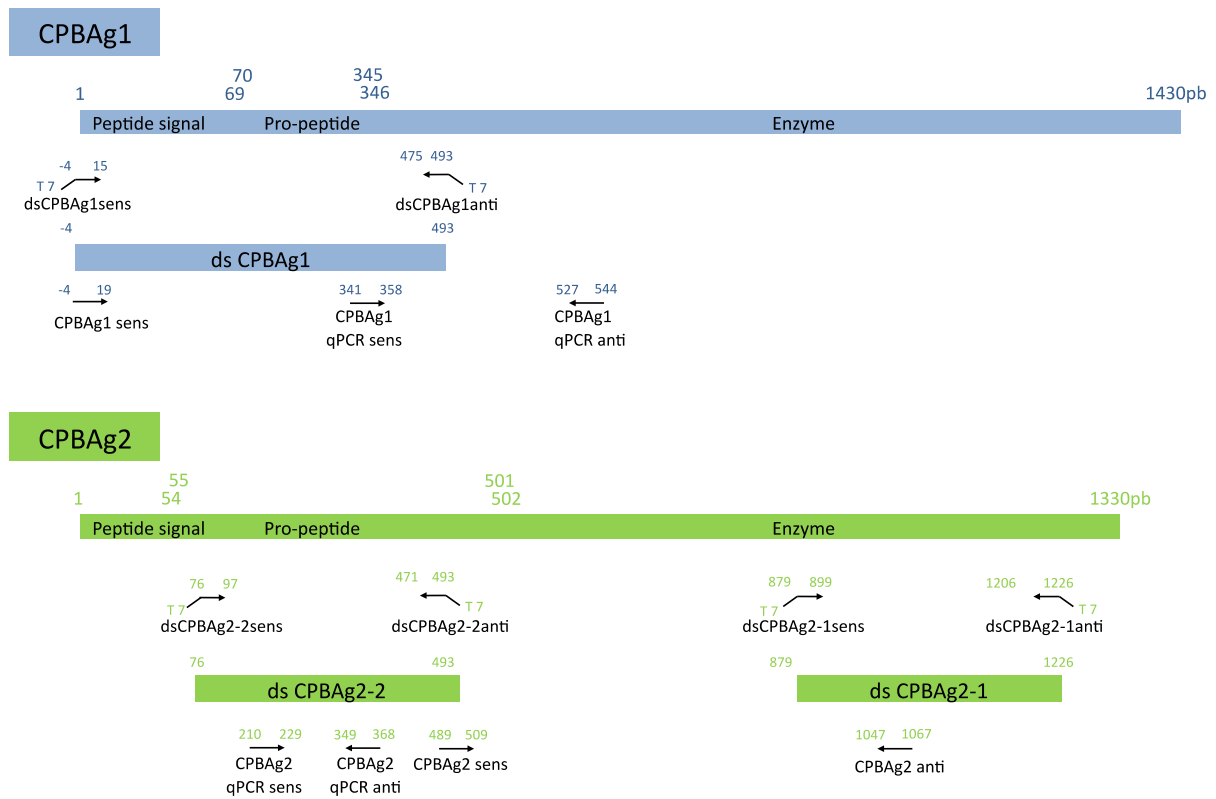 CPBAg1
70 345
1 69 346 1430pb
Peptide signal Pro-peptide Enzyme
-4 15 475 493
T 7 T 7
dsCPBAg1sens dsCPBAg1anti
-4 493
ds CPBAg1
-4 19 341 358 527 544
CPBAg1 sens CPBAg1 CPBAg1
qPCR sens qPCR anti
CPBAg2
55 501
1 54 502 1330pb
Peptide signal Pro-peptide Enzyme
76 97 471 493 879 899 1206 1226
T 7 T 7 T 7 T 7
dsCPBAg2-2sens dsCPBAg2-2anti dsCPBAg2-1sens dsCPBAg2-1anti
76 493 879 1226
ds CPBAg2-2 ds CPBAg2-1
210 229 349 368 489 509 1047 1067
CPBAg2 CPBAg2 CPBAg2 sens CPBAg2 anti
qPCR sens qPCR anti